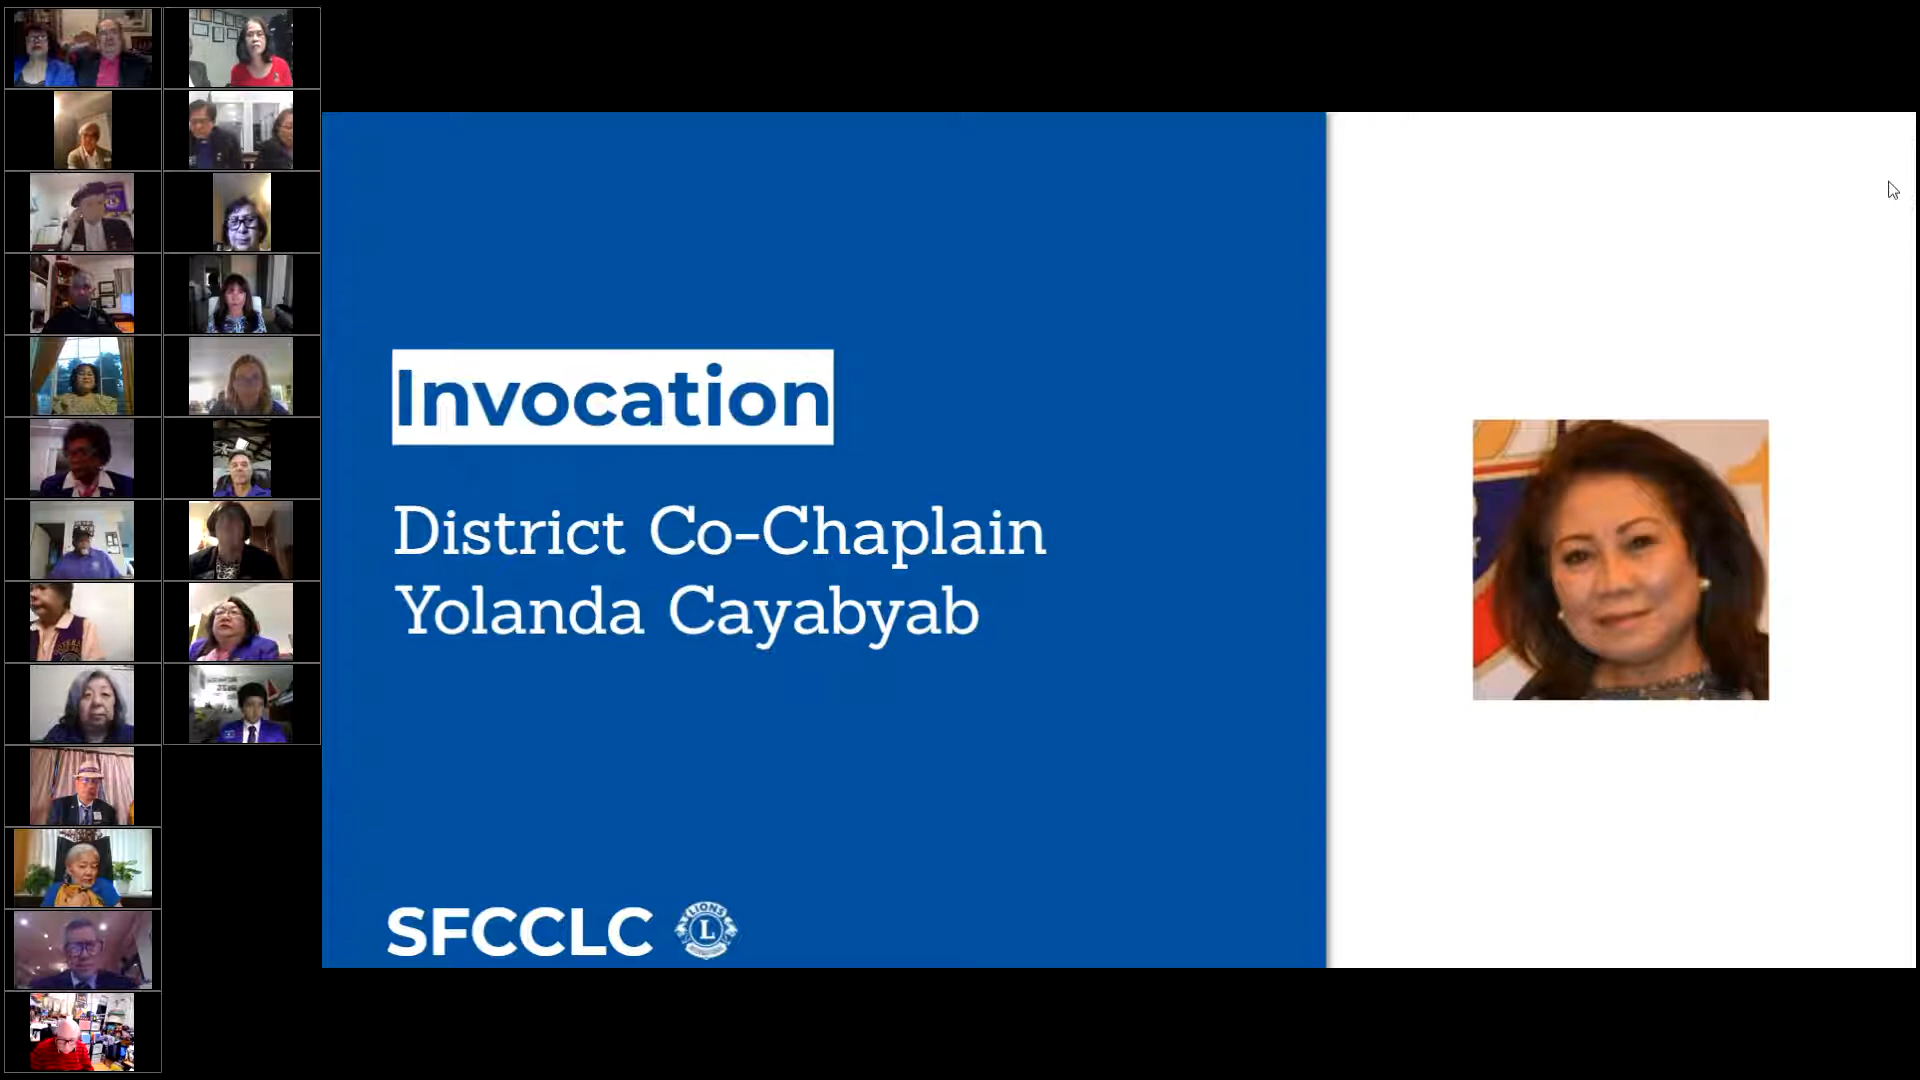 Invocation
District Co-Chaplain
Yolanda Cayabyab
SFCCLC
LIONS
L